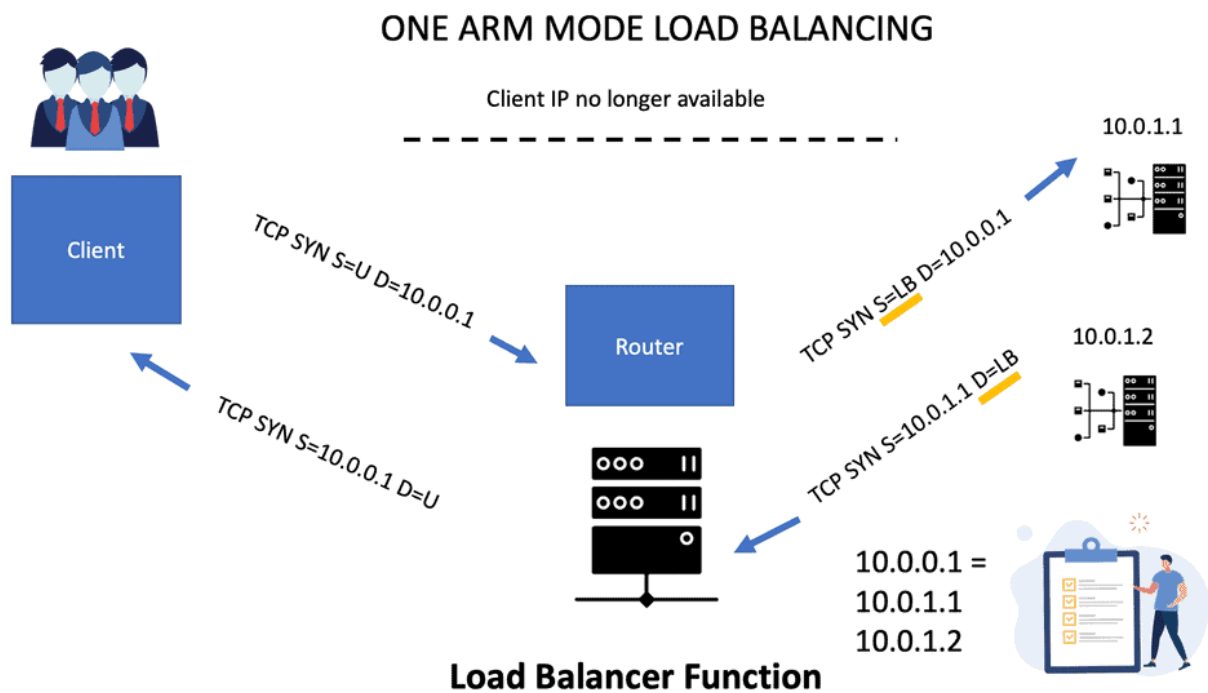 ONE ARM MODE LOAD BALANCING
Client IP no longer available
10.0.1.1
Client
TCP SYN S=U D=10.0.0.1
TCP SYN S=LB D=10.0.0.1
Router
10.0.1.2
TCP SYN S=10.0.0.1 D=U
TCP SYN S=10.0.1.1 D=LB
10.0.0.1 =
10.0.1.1
10.0.1.2
Load Balancer Function